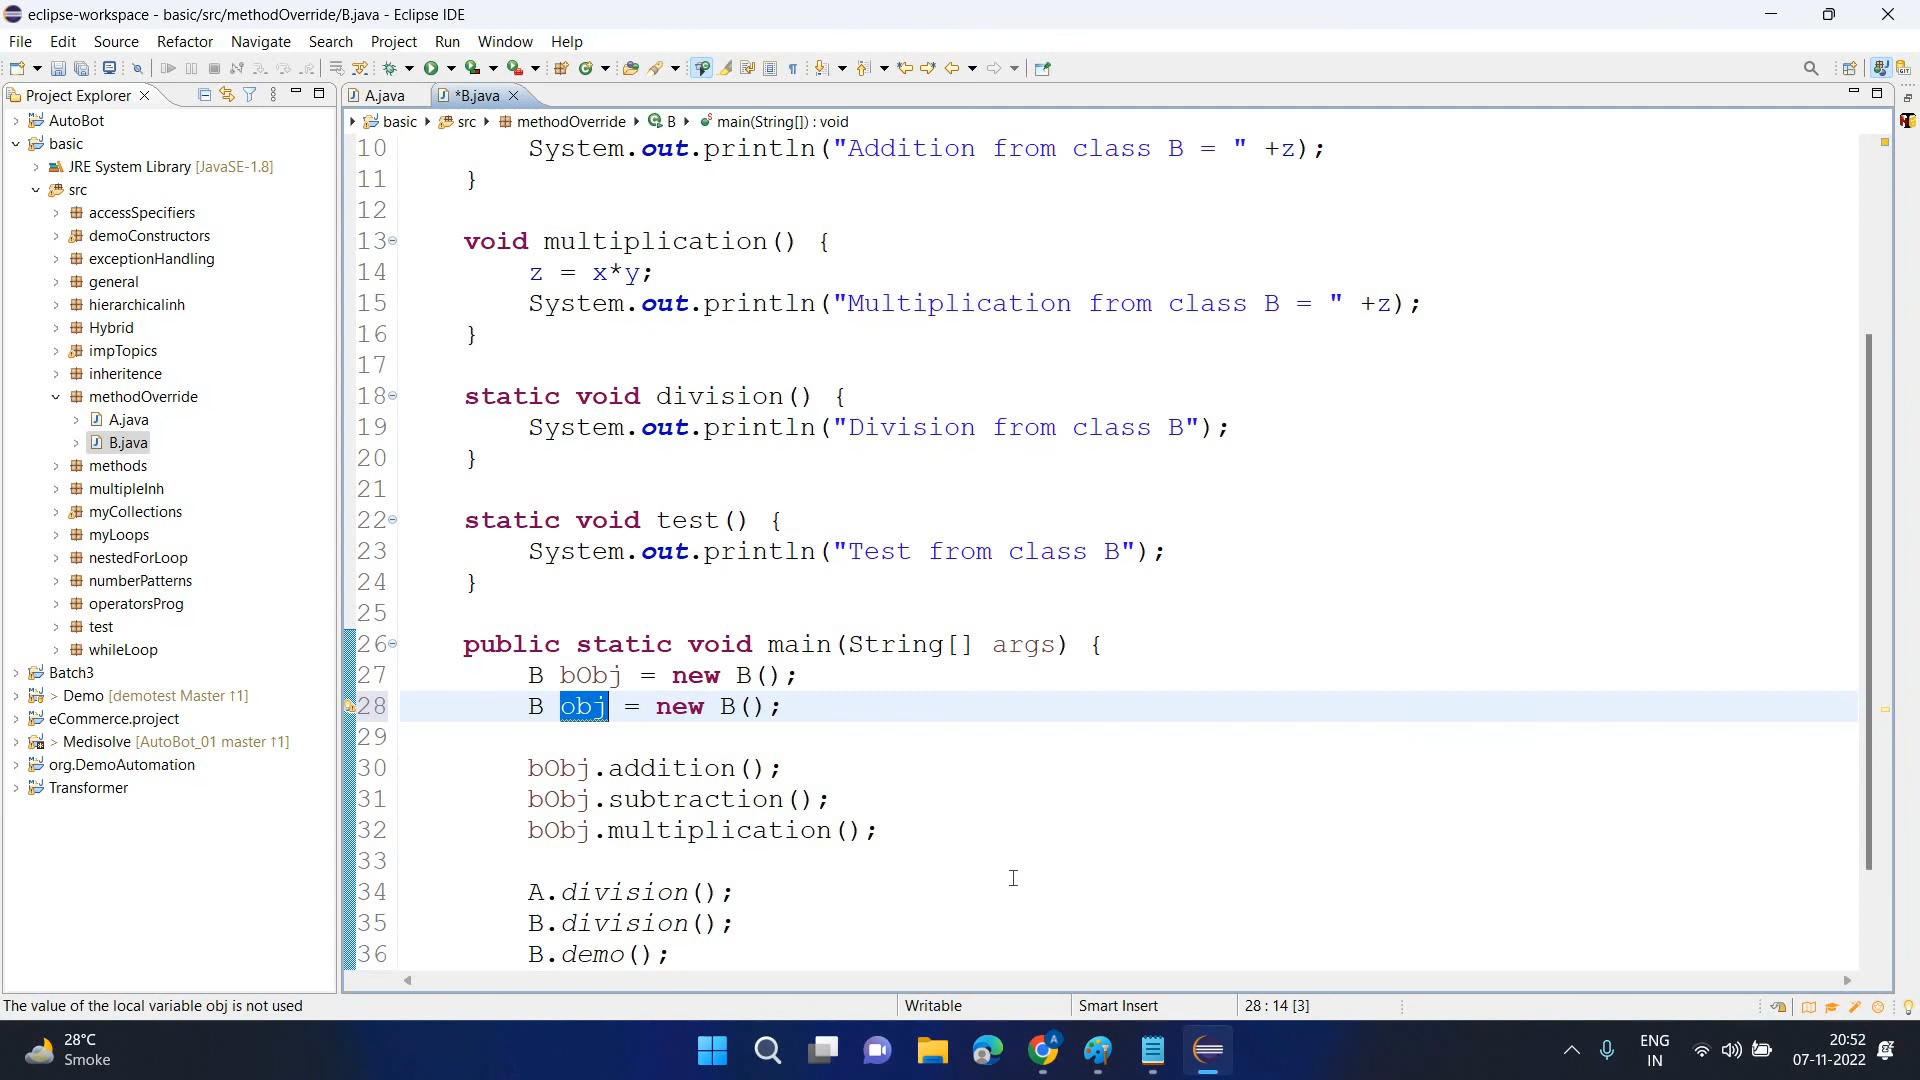 eclipse-workspace - basic/src/methodOverride/B.java - Eclipse IDE
File Edit Source Refactor Navigate Search Project Run Window Help
Project Explorer
A.java *B.java
basic src methodOverride B main(String[]) : void
AutoBot
basic
JRE System Library [JavaSE-1.8]
src
accessSpecifiers
demoConstructors
exceptionHandling
general
hierarchicalinh
Hybrid
impTopics
inheritence
methodOverride
A.java
B.java
methods
multipleInh
myCollections
myLoops
nestedForLoop
numberPatterns
operatorsProg
test
whileLoop
Batch3
> Demo [demotest Master ↑1]
eCommerce.project
> Medisolve [AutoBot_01 master ↑1]
org.DemoAutomation
Transformer
10 System.out.println("Addition from class B = " +z);
11 }
12
13 void multiplication() {
14 z = x*y;
15 System.out.println("Multiplication from class B = " +z);
16 }
17
18 static void division() {
19 System.out.println("Division from class B");
20 }
21
22 static void test() {
23 System.out.println("Test from class B");
24 }
25
26 public static void main(String[] args) {
27 B bObj = new B();
28 B obj = new B();
29
30 bObj.addition();
31 bObj.subtraction();
32 bObj.multiplication();
33
34 A.division();
35 B.division();
36 B.demo();
The value of the local variable obj is not used
Writable
Smart Insert
28 : 14 [3]
28°C
Smoke
ENG
IN
20:52
07-11-2022